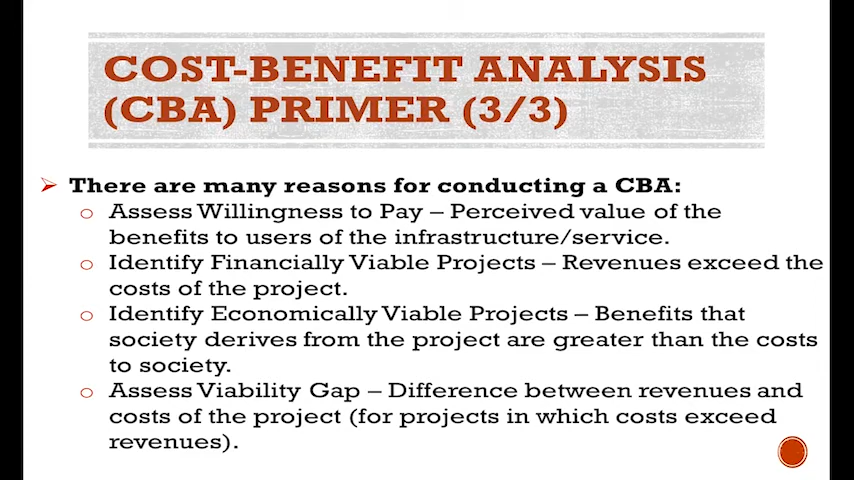 COST-BENEFIT ANALYSIS
(CBA) PRIMER (3/3)
➢ There are many reasons for conducting a CBA:
o Assess Willingness to Pay – Perceived value of the
benefits to users of the infrastructure/service.
o Identify Financially Viable Projects – Revenues exceed the
costs of the project.
o Identify Economically Viable Projects – Benefits that
society derives from the project are greater than the costs
to society.
o Assess Viability Gap – Difference between revenues and
costs of the project (for projects in which costs exceed
revenues).